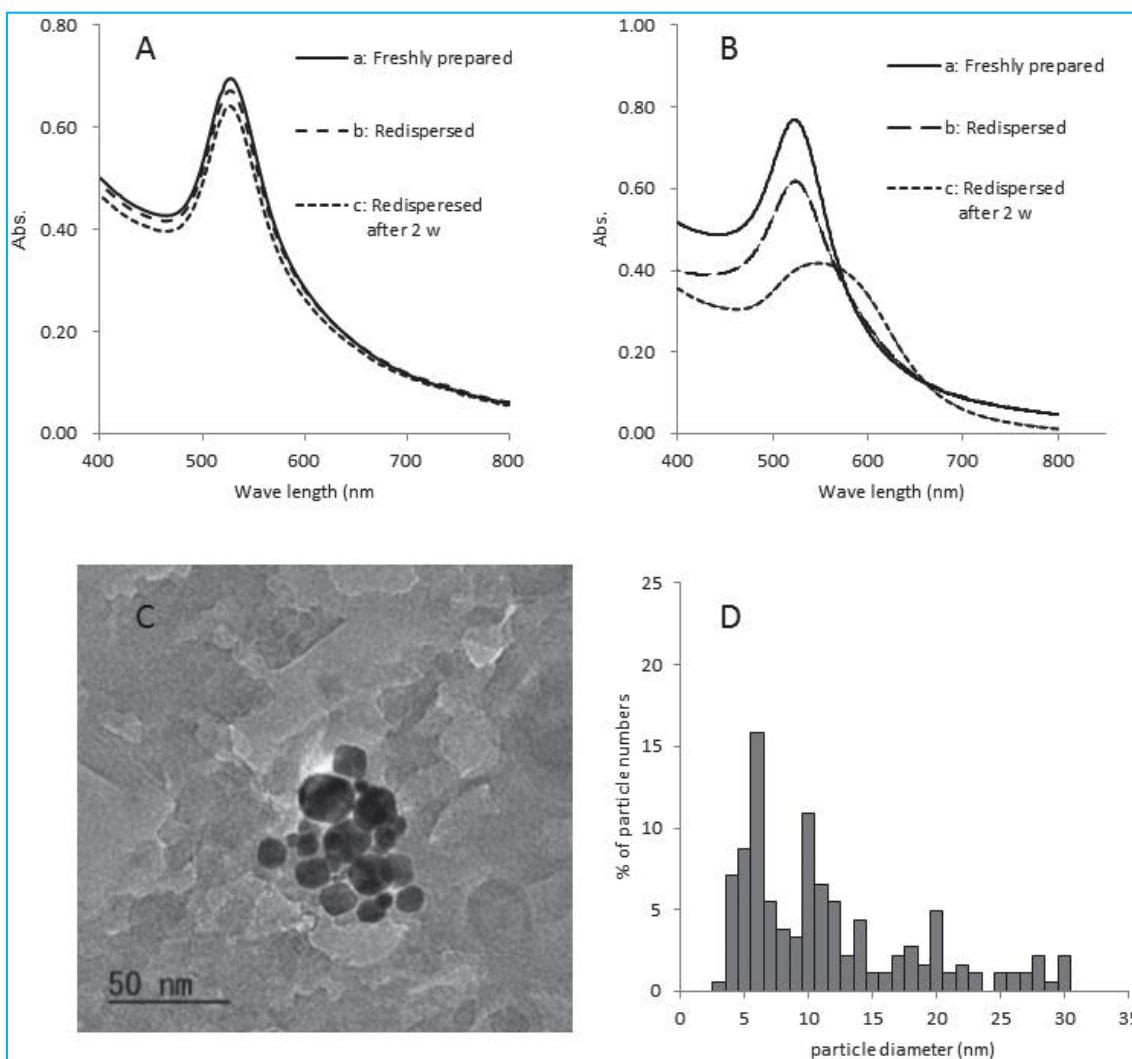 A
0.80
0.60
0.40
0.20
0.00
Abs.
a: Freshly prepared
b: Redispersed
c: Redisperesed
after 2 w
400 500 600 700 800
Wave length (nm
B
1.00
0.80
0.60
0.40
0.20
0.00
Abs.
a: Freshly prepared
b: Redispersed
c: Redispersed
after 2 w
400 500 600 700 800
Wave length (nm)
C
50 nm
D
25
20
15
10
5
0
% of particle numbers
0 5 10 15 20 25 30 35
particle diameter (nm)